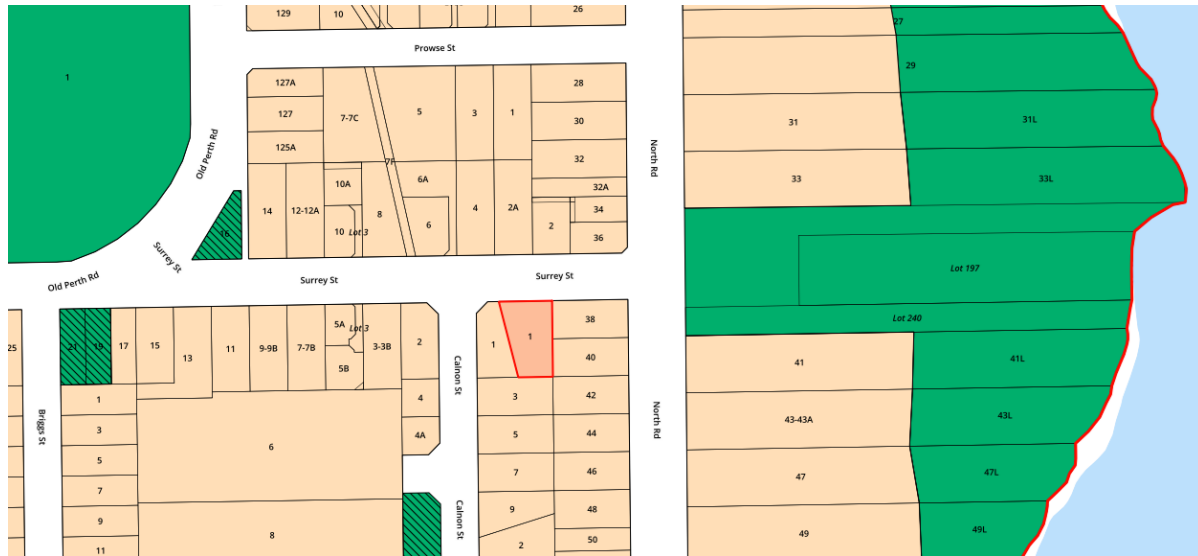 129
10
26
27
Prowse St
1
29
127A
127
125A
7-7C
5
3
1
28
30
32
32A
7F
31
31L
33
33L
Old Perth Rd
North Rd
14
12-12A
10A
10
Lot 3
8
6A
6
4
2A
2
34
36
16
Surrey St
Old Perth Rd
Surrey St
Surrey St
Lot 197
Lot 240
25
21
19
17
15
13
11
9-9B
7-7B
5A
Lot 3
5B
3-3B
2
4
4A
Calnon St
1
1
38
40
3
42
5
44
7
46
9
48
2
50
North Rd
41
41L
43-43A
43L
47
47L
49
49L
Briggs St
1
3
5
7
9
11
6
8
Calnon St